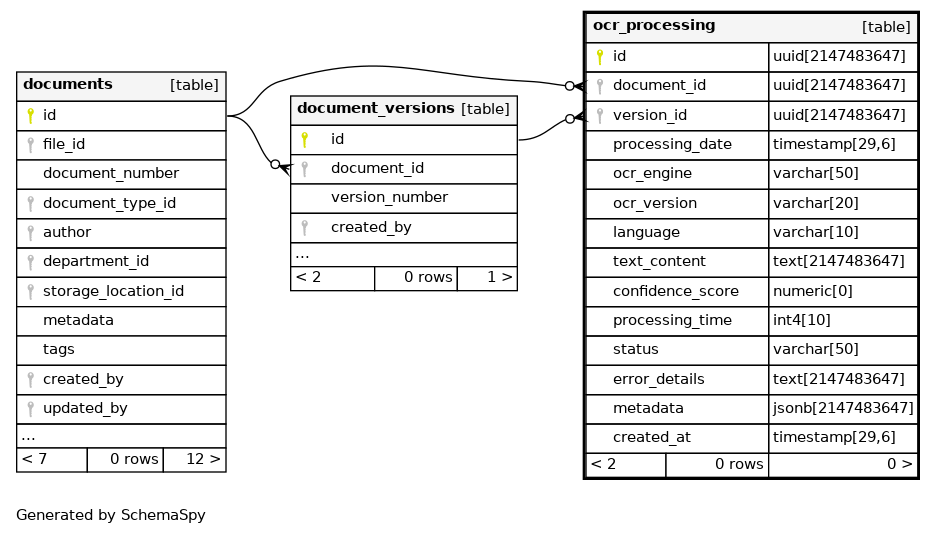 documents [table]
id
file_id
document_number
document_type_id
author
department_id
storage_location_id
metadata
tags
created_by
updated_by
...
< 7 0 rows 12 >
document_versions [table]
id
document_id
version_number
created_by
...
< 2 0 rows 1 >
ocr_processing [table]
id uuid[2147483647]
document_id uuid[2147483647]
version_id uuid[2147483647]
processing_date timestamp[29,6]
ocr_engine varchar[50]
ocr_version varchar[20]
language varchar[10]
text_content text[2147483647]
confidence_score numeric[0]
processing_time int4[10]
status varchar[50]
error_details text[2147483647]
metadata jsonb[2147483647]
created_at timestamp[29,6]
< 2 0 rows 0 >
Generated by SchemaSpy